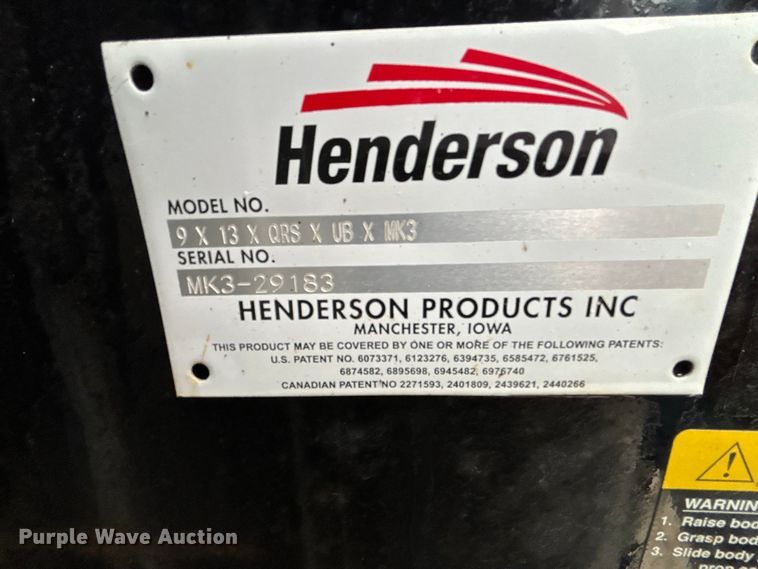 Henderson
MODEL NO.
9 X 13 X QRS X UB X MK3
SERIAL NO.
MK3-29183
HENDERSON PRODUCTS INC
MANCHESTER, IOWA
THIS PRODUCT MAY BE COVERED BY ONE OR MORE OF THE FOLLOWING PATENTS:
U.S. PATENT NO. 6073371, 6123276, 6394735, 6585472, 6761525,
6874582, 6895698, 6945482, 6976740
CANADIAN PATENT NO 2271593, 2401809, 2439621, 2440266
WARNIN
1. Raise bod
2. Grasp bod
3. Slide body
Purple Wave Auction